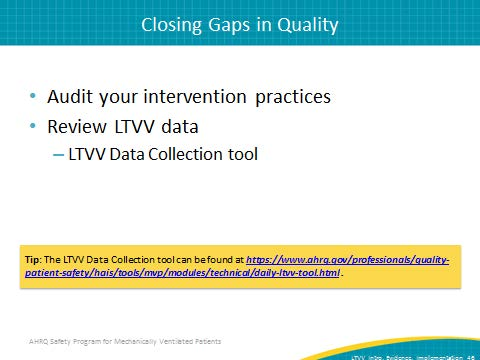 Closing Gaps in Quality
• Audit your intervention practices
• Review LTVV data
– LTVV Data Collection tool
Tip: The LTVV Data Collection tool can be found at https://www.ahrq.gov/professionals/quality-
patient-safety/hais/tools/mvp/modules/technical/daily-ltvv-tool.html .
AHRQ Safety Program for Mechanically Ventilated Patients
LTVV Intro, Evidence, Implementation 46